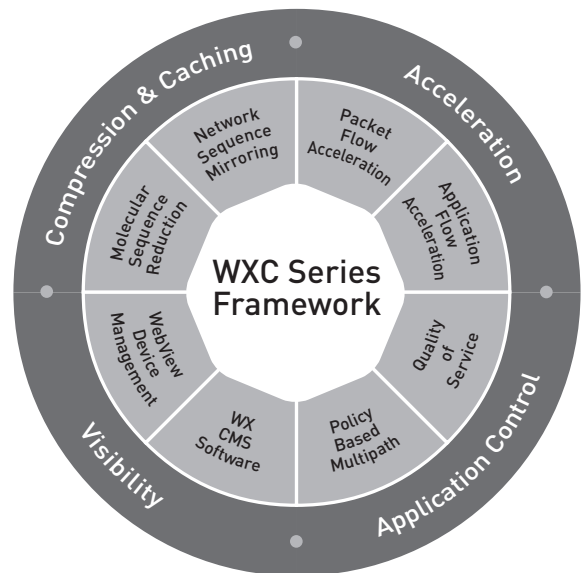 Compression & Caching
Acceleration
Network
Sequence
Mirroring
Packet
Flow
Acceleration
Molecular
Sequence
Reduction
Application
Flow
Acceleration
WXC Series
Framework
WebView
Device
Management
Quality
of
Service
WX
CMS
Software
Policy
Based
Multipath
Visibility
Application Control